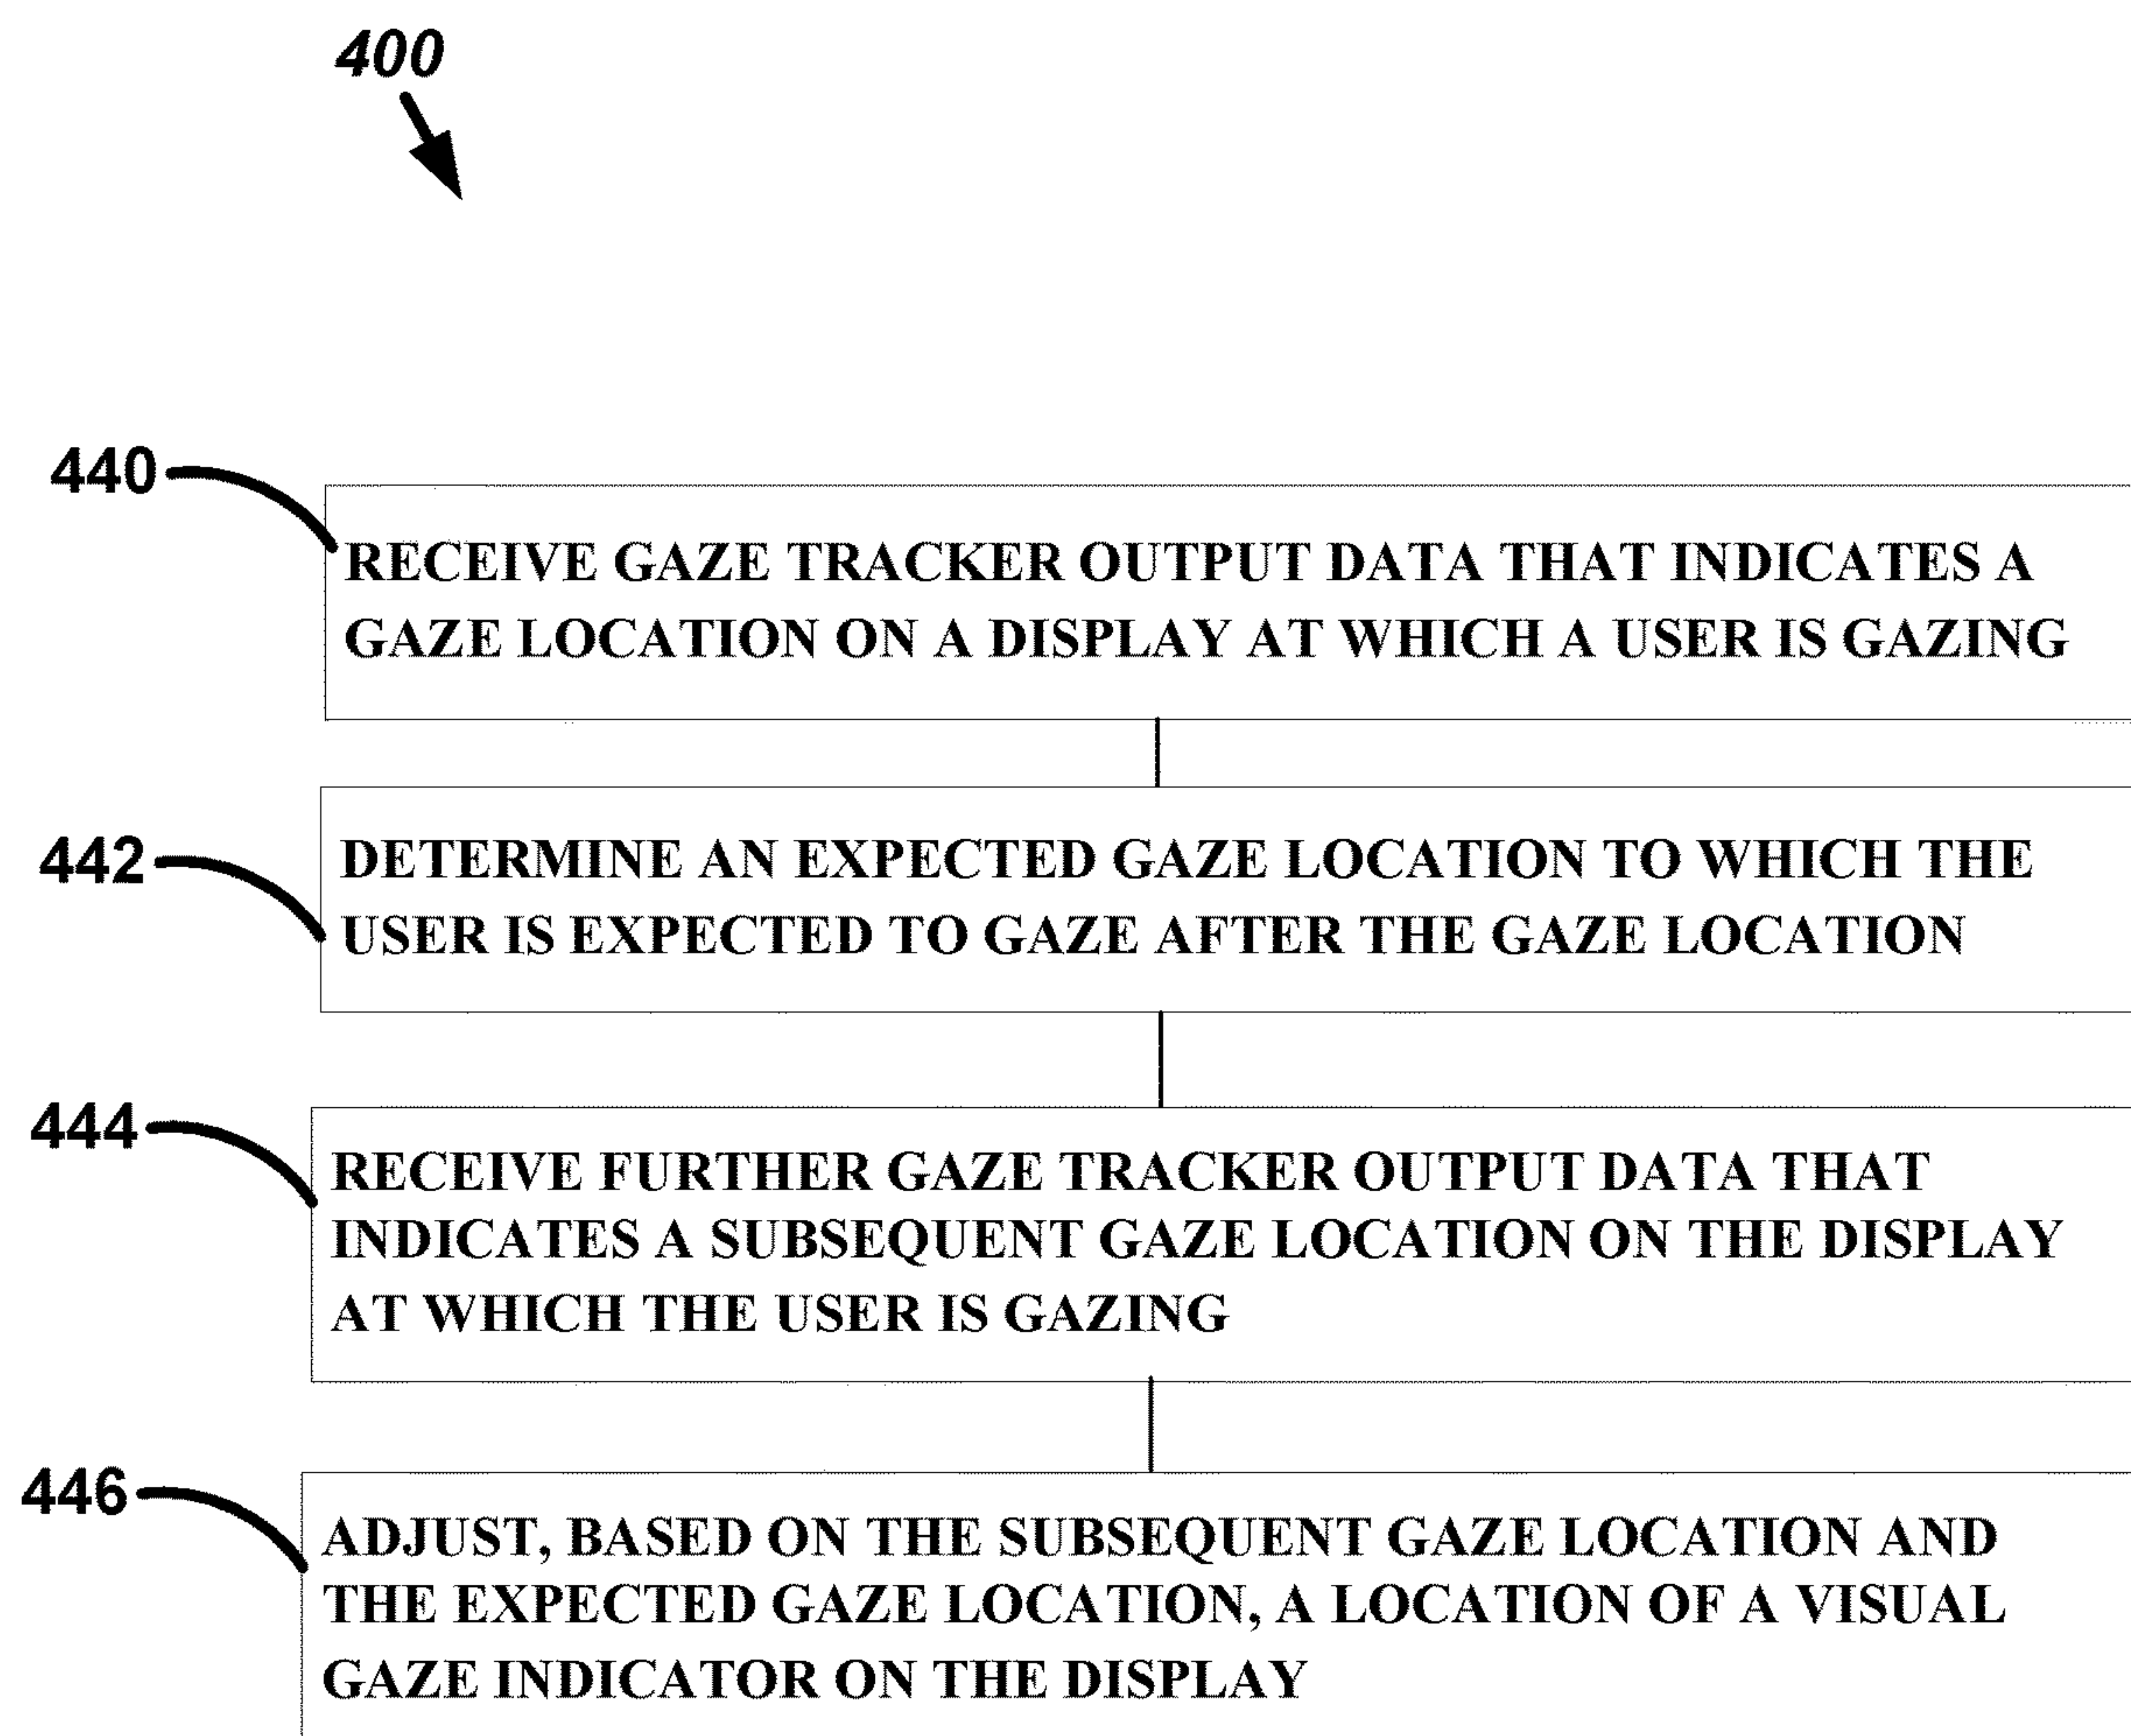 400
440
RECEIVE GAZE TRACKER OUTPUT DATA THAT INDICATES A
GAZE LOCATION ON A DISPLAY AT WHICH A USER IS GAZING
442
DETERMINE AN EXPECTED GAZE LOCATION TO WHICH THE
USER IS EXPECTED TO GAZE AFTER THE GAZE LOCATION
444
RECEIVE FURTHER GAZE TRACKER OUTPUT DATA THAT
INDICATES A SUBSEQUENT GAZE LOCATION ON THE DISPLAY
AT WHICH THE USER IS GAZING
446
ADJUST, BASED ON THE SUBSEQUENT GAZE LOCATION AND
THE EXPECTED GAZE LOCATION, A LOCATION OF A VISUAL
GAZE INDICATOR ON THE DISPLAY